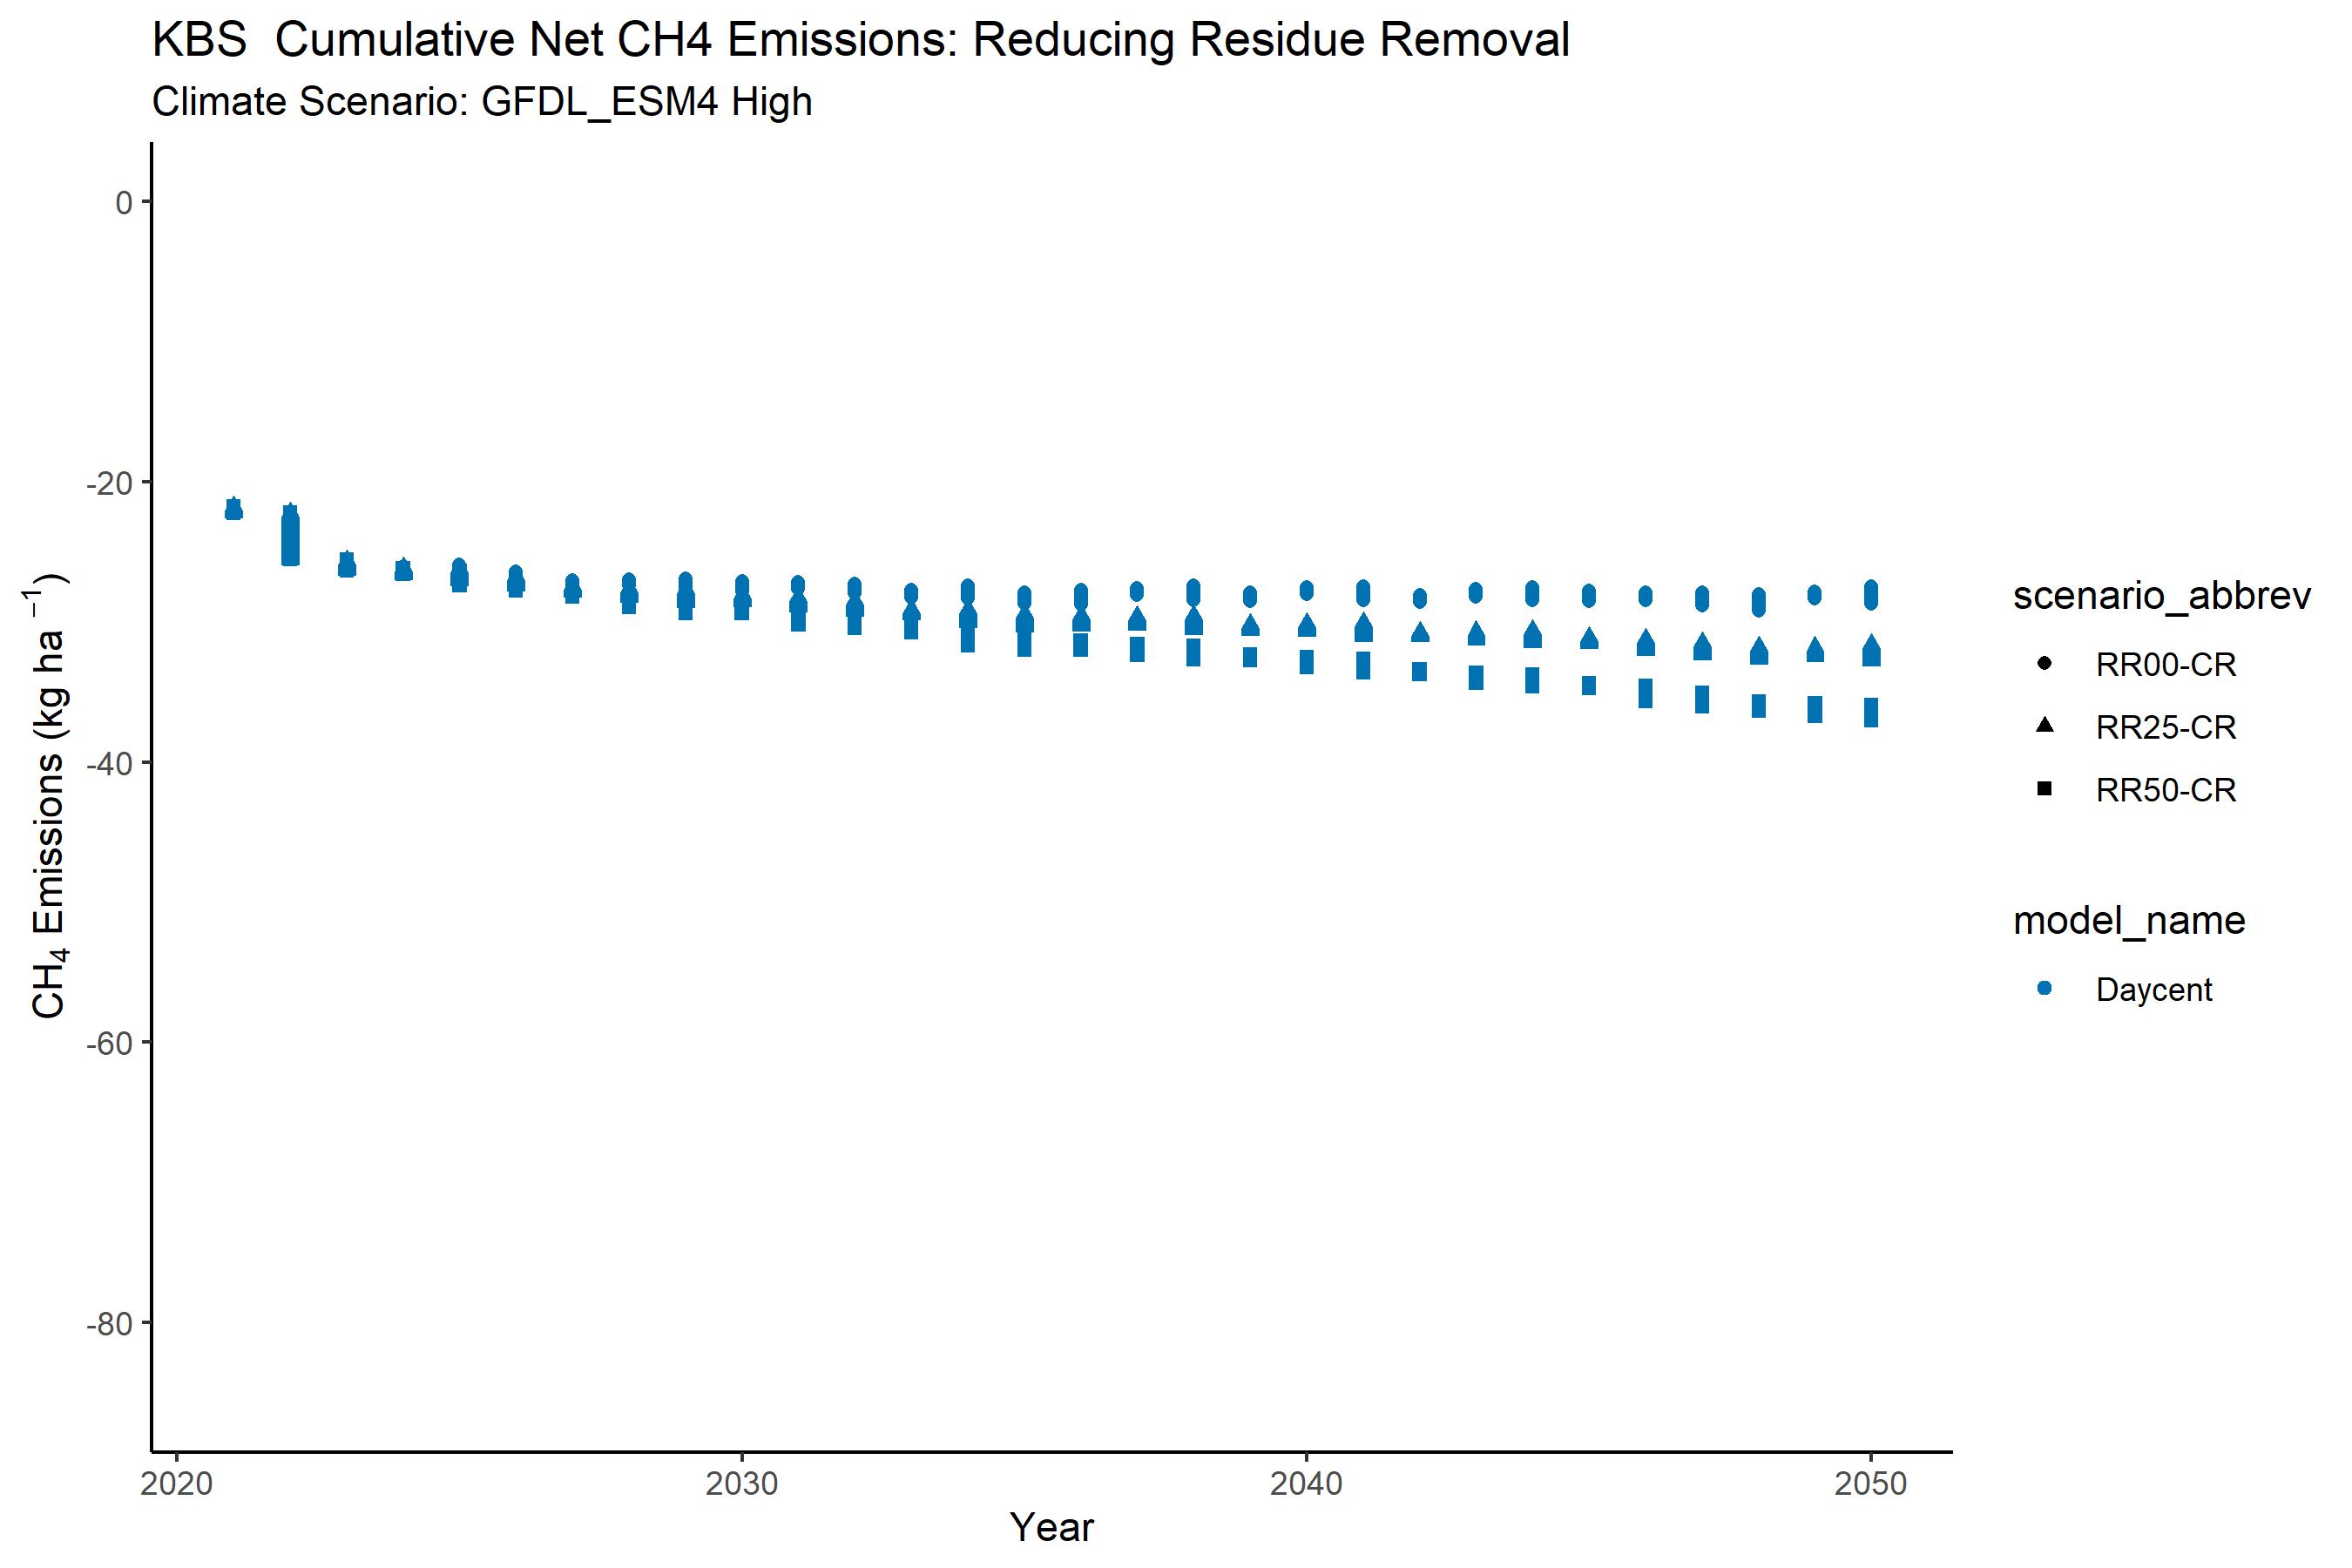 KBS  Cumulative Net CH4 Emissions: Reducing Residue Removal
Climate Scenario: GFDL_ESM4 High
0
-20
-40
-60
-80
CH₄ Emissions (kg ha ⁻¹)
2020 2030 2040 2050
Year
scenario_abbrev
RR00-CR
RR25-CR
RR50-CR
model_name
Daycent